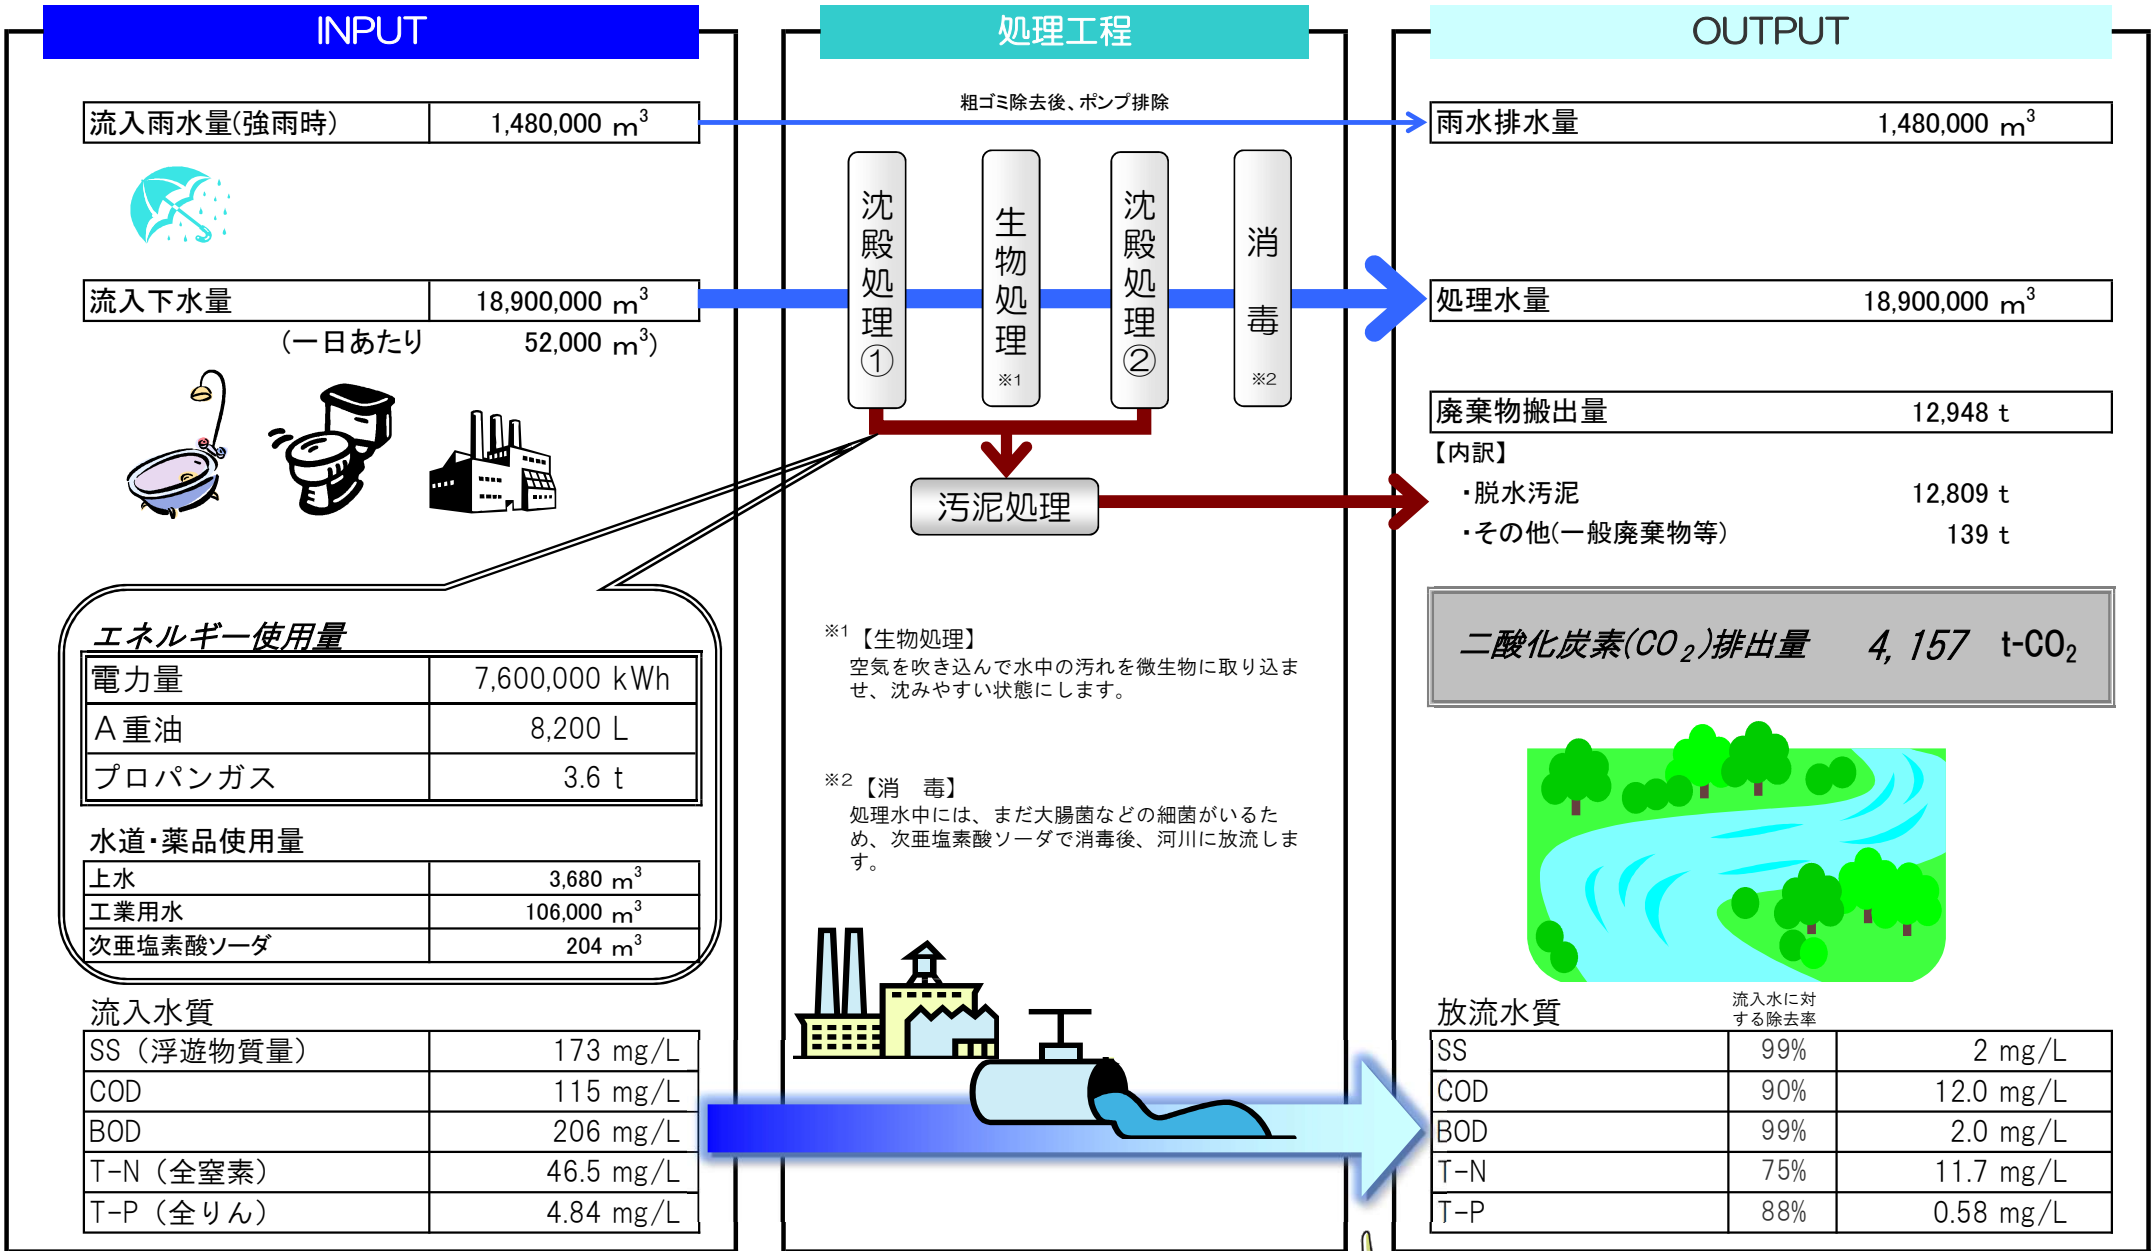 INPUT
流入雨水量(強雨時) 1,480,000 m³
流入下水量 18,900,000 m³
(一日あたり 52,000 m³)
エネルギー使用量
電力量 7,600,000 kWh
A重油 8,200 L
プロパンガス 3.6 t
水道・薬品使用量
上水 3,680 m³
工業用水 106,000 m³
次亜塩素酸ソーダ 204 m³
流入水質
SS（浮遊物質量） 173 mg/L
COD 115 mg/L
BOD 206 mg/L
T-N（全窒素） 46.5 mg/L
T-P（全りん） 4.84 mg/L
処理工程
粗ゴミ除去後、ポンプ排除
沈殿処理①
生物処理 ※1
沈殿処理②
消毒 ※2
汚泥処理
※1【生物処理】
空気を吹き込んで水中の汚れを微生物に取り込ま
せ、沈みやすい状態にします。
※2【消 毒】
処理水中には、まだ大腸菌などの細菌がいるた
め、次亜塩素酸ソーダで消毒後、河川に放流しま
す。
OUTPUT
雨水排水量 1,480,000 m³
処理水量 18,900,000 m³
廃棄物搬出量 12,948 t
【内訳】
・脱水汚泥 12,809 t
・その他(一般廃棄物等) 139 t
二酸化炭素(CO₂)排出量 4,157 t-CO₂
放流水質
流入水に対
する除去率
SS 99% 2 mg/L
COD 90% 12.0 mg/L
BOD 99% 2.0 mg/L
T-N 75% 11.7 mg/L
T-P 88% 0.58 mg/L